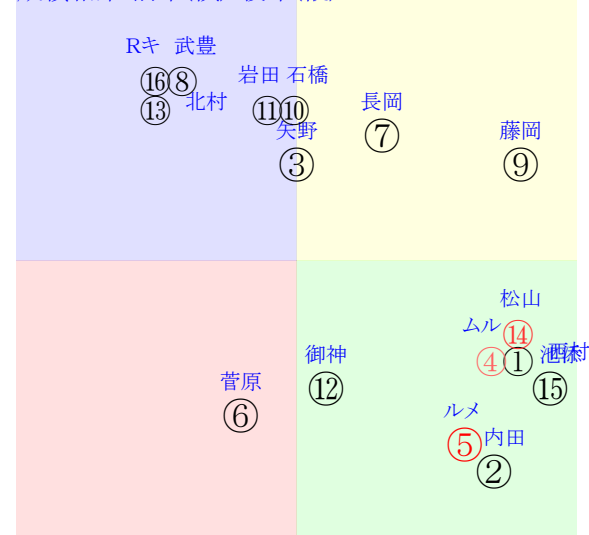 Rキ 武豊
岩田 石橋
⑯⑧
⑬ 北村
⑪⑩
長岡
矢野
藤岡
⑦
③
⑨
松山
ムル
⑭
④① 
御神
菅原
⑫
⑮
⑥
ルメ
内田
⑤
②